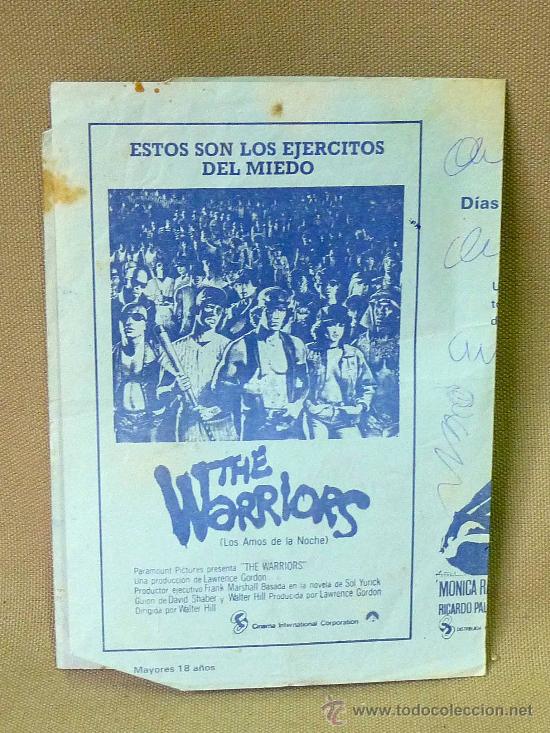 ESTOS SON LOS EJERCITOS
DEL MIEDO
THE
WARRIORS
(Los Amos de la Noche)
Paramount Pictures presenta "THE WARRIORS"
Una producción de Lawrence Gordon
Productor ejecutivo Frank Marshall Basada en la novela de Sol Yurick
Guion de David Shaber y Walter Hill Producida por Lawrence Gordon
Dirigida por Walter Hill
Cinema International Corporation
Mayores 18 años
Días
MONICA
RICARDO PAL
www.todocoleccion.net